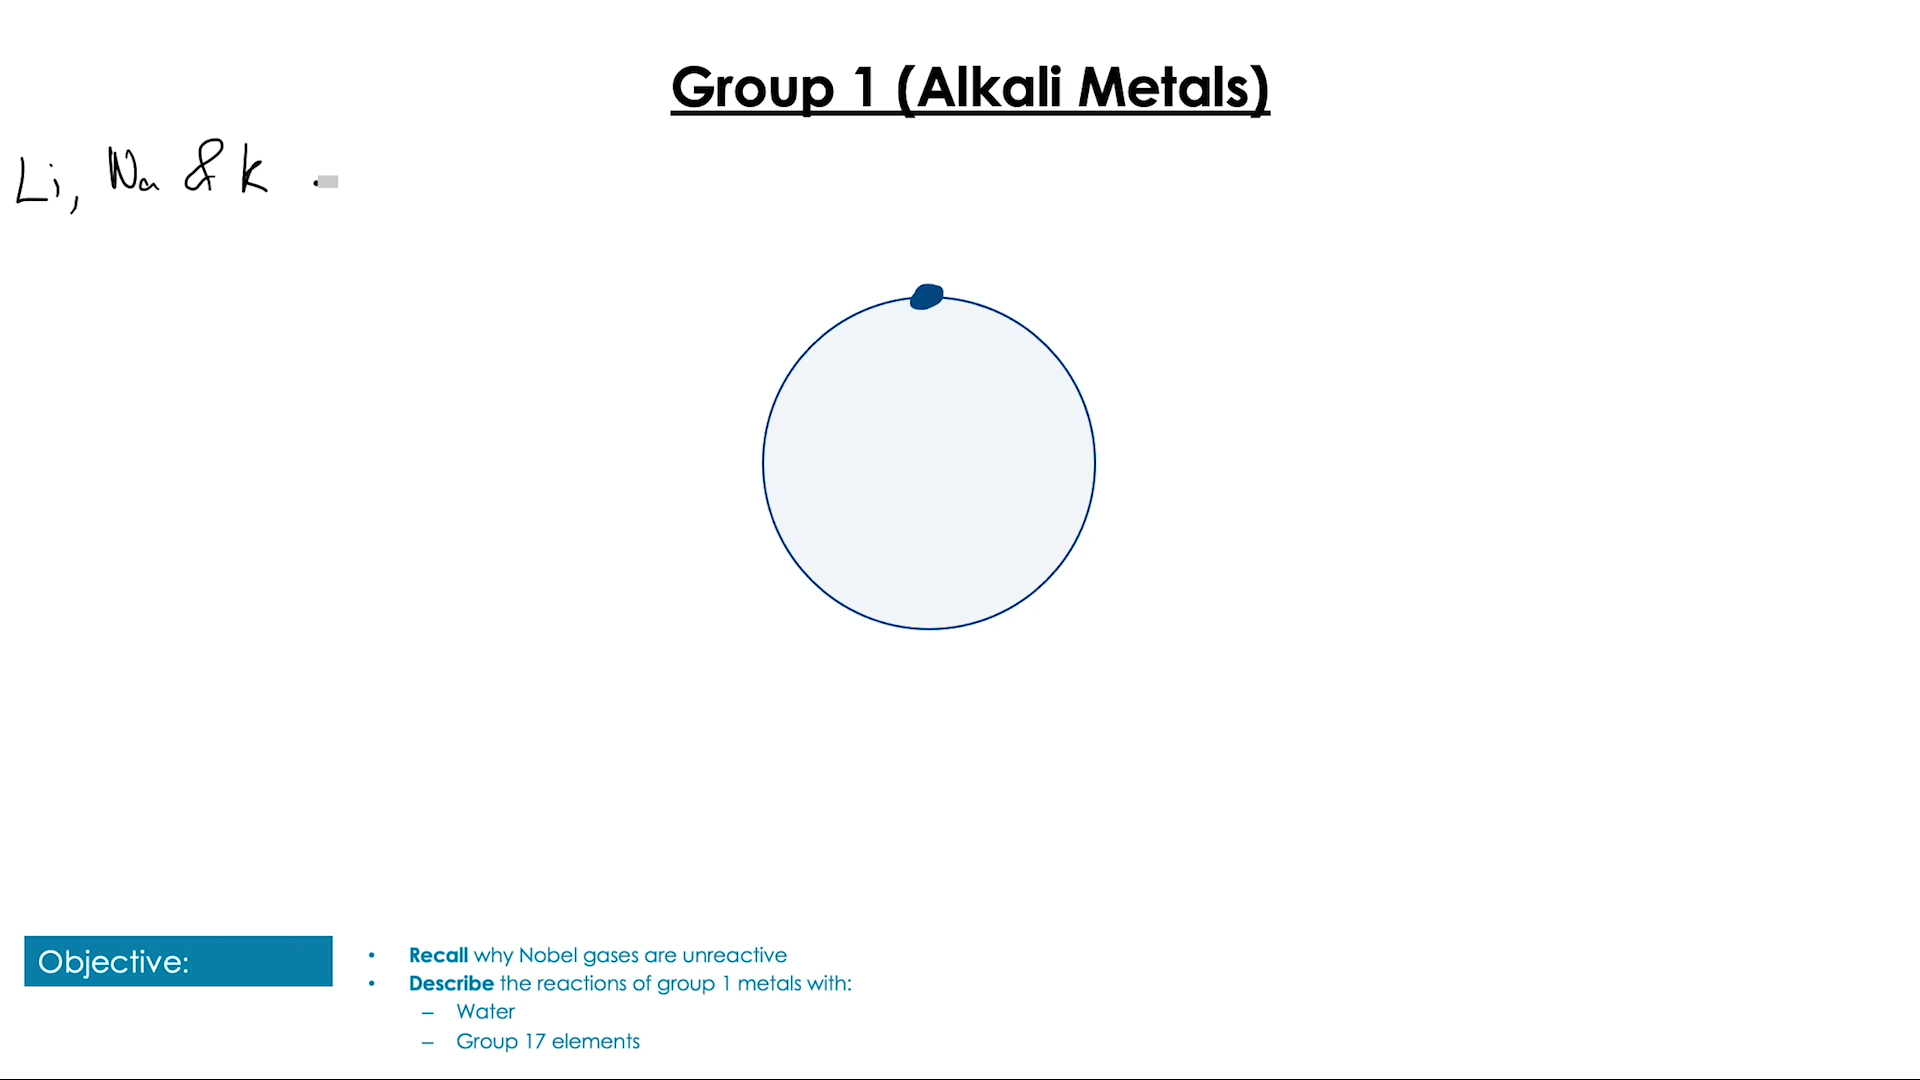 Group 1 (Alkali Metals)
Li, Na & K
Objective:
• Recall why Nobel gases are unreactive
• Describe the reactions of group 1 metals with:
– Water
– Group 17 elements